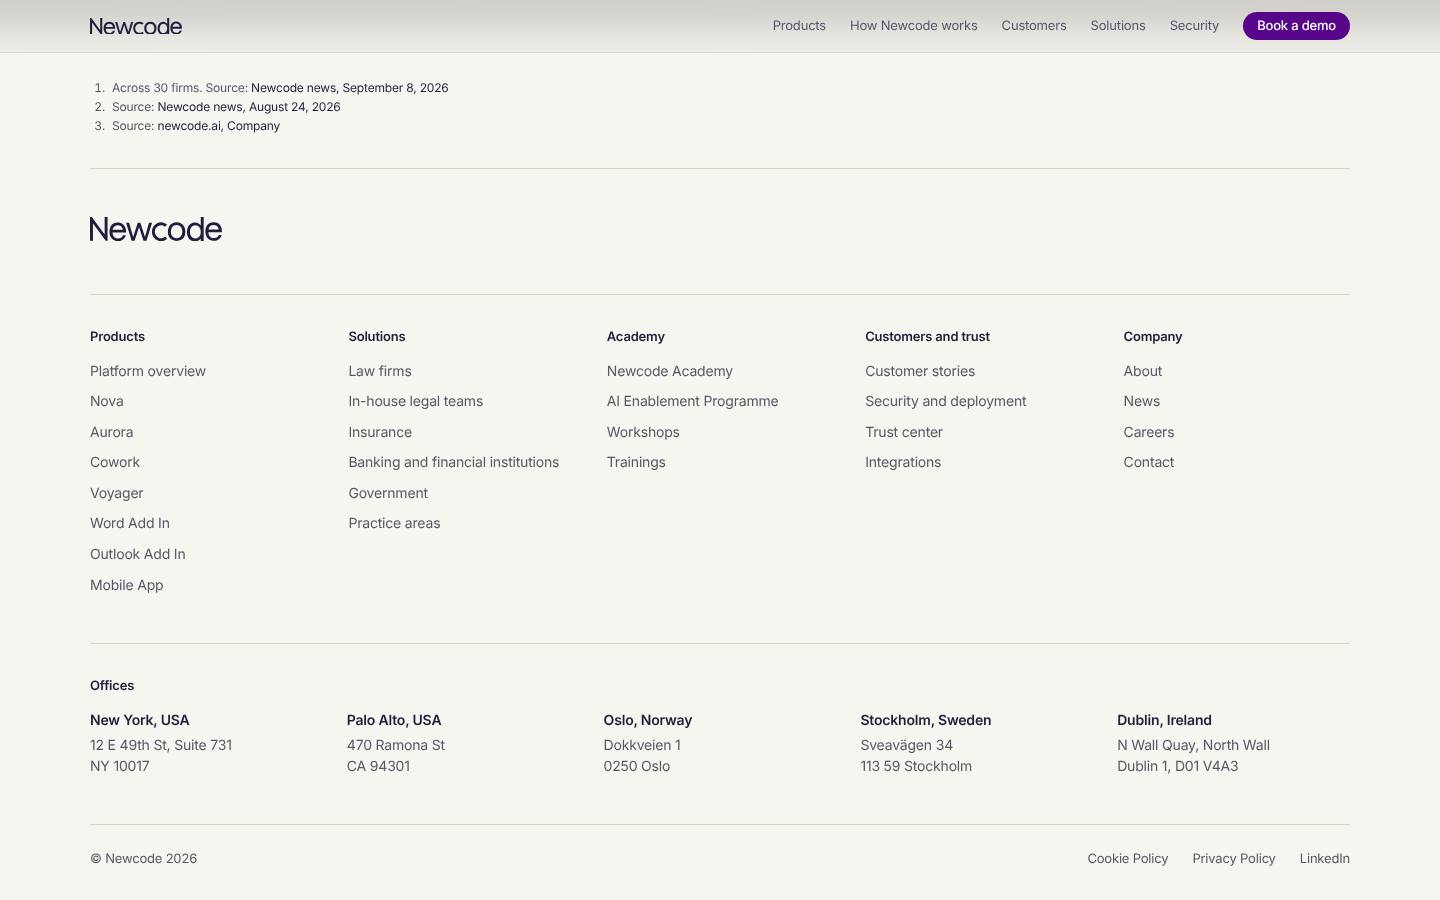 Newcode
Products
How Newcode works
Customers
Solutions
Security
Book a demo
1. Across 30 firms. Source: Newcode news, September 8, 2026
2. Source: Newcode news, August 24, 2026
3. Source: newcode.ai, Company
Newcode
Products
Platform overview
Nova
Aurora
Cowork
Voyager
Word Add In
Outlook Add In
Mobile App
Solutions
Law firms
In-house legal teams
Insurance
Banking and financial institutions
Government
Practice areas
Academy
Newcode Academy
AI Enablement Programme
Workshops
Trainings
Customers and trust
Customer stories
Security and deployment
Trust center
Integrations
Company
About
News
Careers
Contact
Offices
New York, USA
12 E 49th St, Suite 731
NY 10017
Palo Alto, USA
470 Ramona St
CA 94301
Oslo, Norway
Dokkveien 1
0250 Oslo
Stockholm, Sweden
Sveavägen 34
113 59 Stockholm
Dublin, Ireland
N Wall Quay, North Wall
Dublin 1, D01 V4A3
© Newcode 2026
Cookie Policy
Privacy Policy
LinkedIn